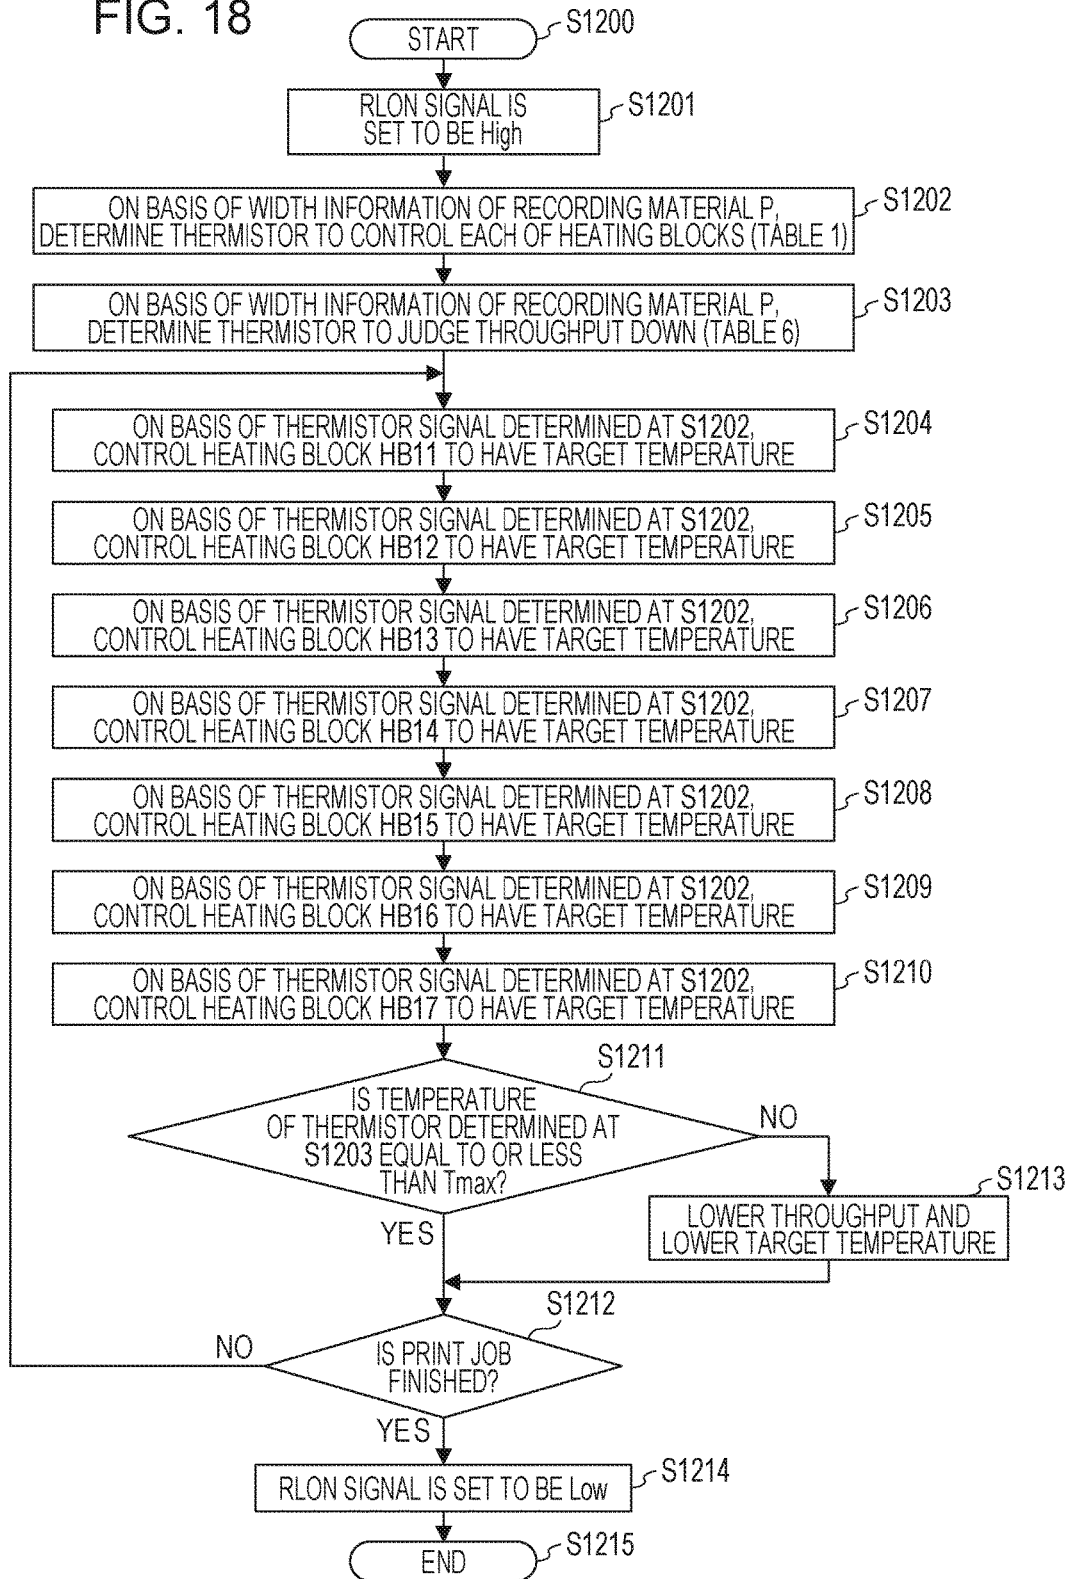 FIG. 18
START
S1200
RLON SIGNAL IS
SET TO BE High
S1201
ON BASIS OF WIDTH INFORMATION OF RECORDING MATERIAL P,
DETERMINE THERMISTOR TO CONTROL EACH OF HEATING BLOCKS (TABLE 1)
S1202
ON BASIS OF WIDTH INFORMATION OF RECORDING MATERIAL P,
DETERMINE THERMISTOR TO JUDGE THROUGHPUT DOWN (TABLE 6)
S1203
ON BASIS OF THERMISTOR SIGNAL DETERMINED AT S1202,
CONTROL HEATING BLOCK HB11 TO HAVE TARGET TEMPERATURE
S1204
ON BASIS OF THERMISTOR SIGNAL DETERMINED AT S1202,
CONTROL HEATING BLOCK HB12 TO HAVE TARGET TEMPERATURE
S1205
ON BASIS OF THERMISTOR SIGNAL DETERMINED AT S1202,
CONTROL HEATING BLOCK HB13 TO HAVE TARGET TEMPERATURE
S1206
ON BASIS OF THERMISTOR SIGNAL DETERMINED AT S1202,
CONTROL HEATING BLOCK HB14 TO HAVE TARGET TEMPERATURE
S1207
ON BASIS OF THERMISTOR SIGNAL DETERMINED AT S1202,
CONTROL HEATING BLOCK HB15 TO HAVE TARGET TEMPERATURE
S1208
ON BASIS OF THERMISTOR SIGNAL DETERMINED AT S1202,
CONTROL HEATING BLOCK HB16 TO HAVE TARGET TEMPERATURE
S1209
ON BASIS OF THERMISTOR SIGNAL DETERMINED AT S1202,
CONTROL HEATING BLOCK HB17 TO HAVE TARGET TEMPERATURE
S1210
S1211
IS TEMPERATURE
OF THERMISTOR DETERMINED AT
S1203 EQUAL TO OR LESS
THAN Tmax?
NO
YES
S1213
LOWER THROUGHPUT AND
LOWER TARGET TEMPERATURE
S1212
NO
IS PRINT JOB
FINISHED?
YES
RLON SIGNAL IS SET TO BE Low
S1214
END
S1215